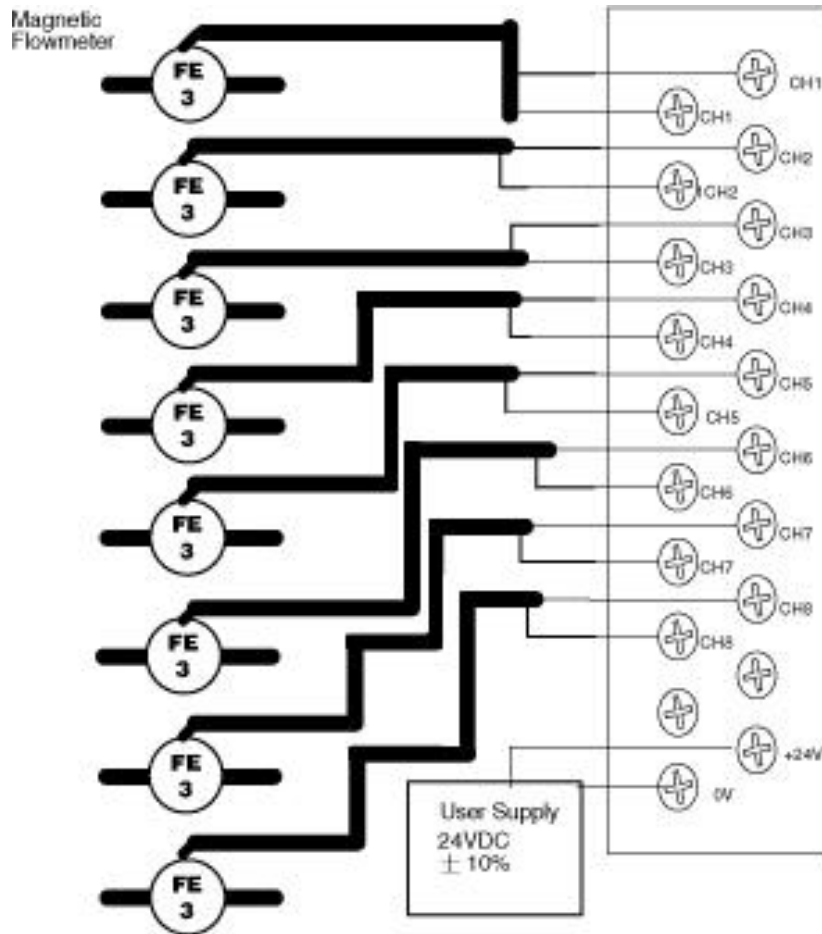 Magnetic
Flowmeter
FE
3
CH1
CH1
FE
3
CH2
CH2
FE
3
CH3
CH3
FE
3
CH4
CH4
FE
3
CH5
CH5
FE
3
CH6
CH6
FE
3
CH7
CH7
FE
3
CH8
CH8
+24V
0V
User Supply
24VDC
± 10%